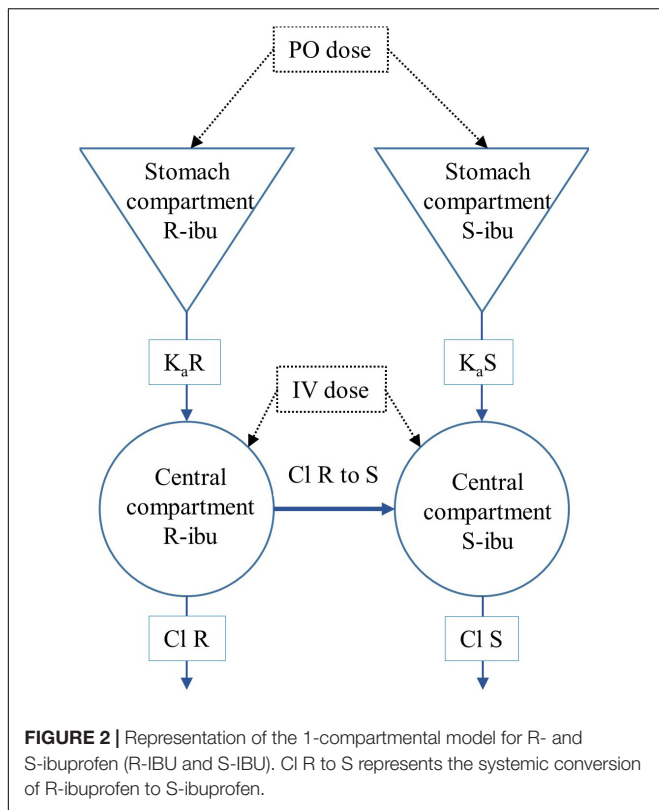 PO dose
Stomach
compartment
R-ibu
Stomach
compartment
S-ibu
KaR
KaS
IV dose
Cl R to S
Central
compartment
R-ibu
Central
compartment
S-ibu
Cl R
Cl S
FIGURE 2 | Representation of the 1-compartmental model for R- and
S-ibuprofen (R-IBU and S-IBU). Cl R to S represents the systemic conversion
of R-ibuprofen to S-ibuprofen.